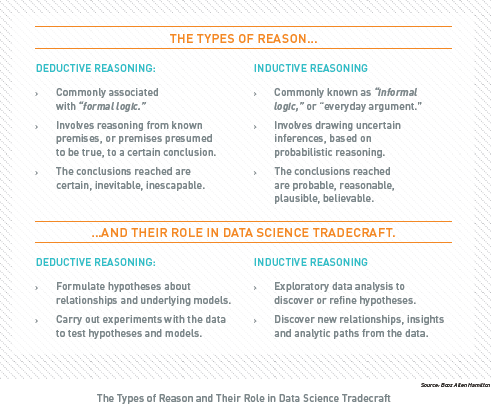 THE TYPES OF REASON...
DEDUCTIVE REASONING:
› Commonly associated
with “formal logic.”
› Involves reasoning from known
premises, or premises presumed
to be true, to a certain conclusion.
› The conclusions reached are
certain, inevitable, inescapable.
INDUCTIVE REASONING
› Commonly known as “informal
logic,” or “everyday argument.”
› Involves drawing uncertain
inferences, based on
probabilistic reasoning.
› The conclusions reached
are probable, reasonable,
plausible, believable.
...AND THEIR ROLE IN DATA SCIENCE TRADECRAFT.
DEDUCTIVE REASONING:
› Formulate hypotheses about
relationships and underlying models.
› Carry out experiments with the data
to test hypotheses and models.
INDUCTIVE REASONING
› Exploratory data analysis to
discover or refine hypotheses.
› Discover new relationships, insights
and analytic paths from the data.
Source: Booz Allen Hamilton
The Types of Reason and Their Role in Data Science Tradecraft